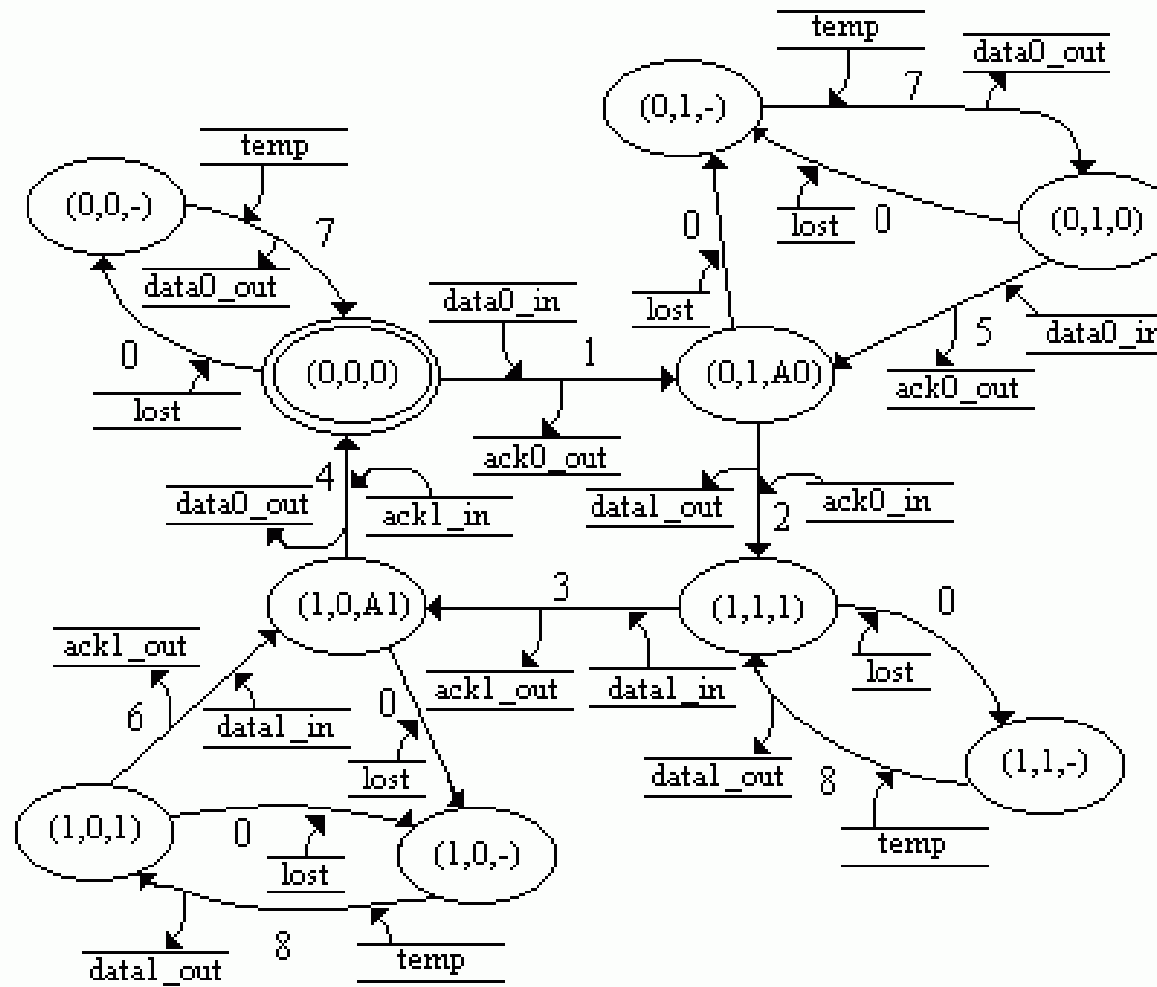 temp
data0_out
7
(0,1,-)
temp
(0,0,-)
lost
0
(0,1,0)
7
0
data0_out
data0_in
lost
5
data0_in
0
1
(0,0,0)
(0,1,A0)
ack0_out
lost
ack0_out
4
data0_out
ack1_in
data1_out
ack0_in
2
(1,0,A1)
3
(1,1,1)
0
ack1_out
lost
ack1_out
data1_in
6
data1_in
0
lost
data1_out
8
(1,1,-)
(1,0,1)
0
(1,0,-)
temp
lost
8
temp
data1_out